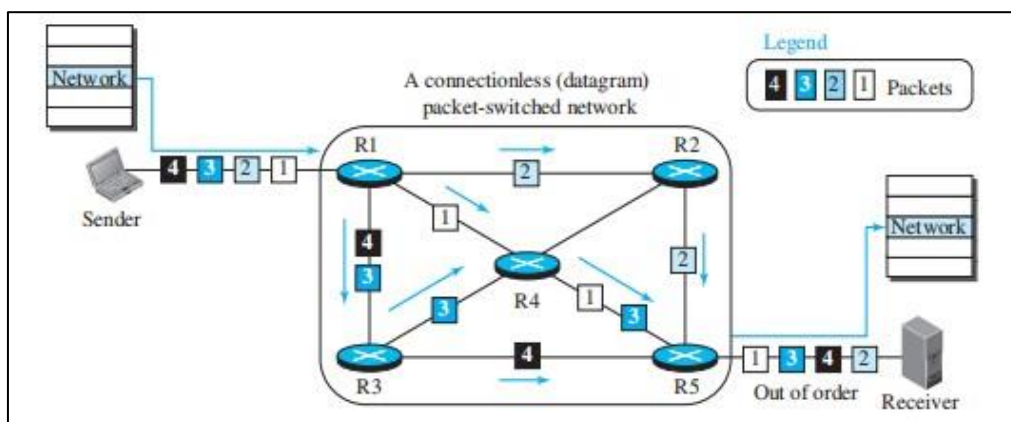 Legend
4 3 2 1 Packets
Network
A connectionless (datagram)
packet-switched network
R1
R2
4 3 2 1
2
Sender
1
4
3
R4
2
Network
3
1
3
R3
4
R5
1 3 4 2
Out of order
Receiver